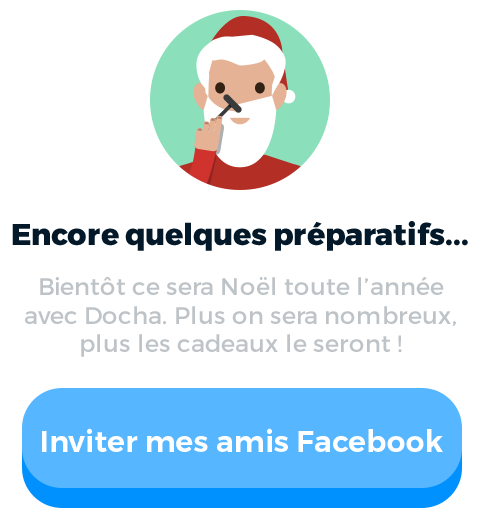 Encore quelques préparatifs...
Bientôt ce sera Noël toute l'année
avec Docha. Plus on sera nombreux,
plus les cadeaux le seront !
Inviter mes amis Facebook